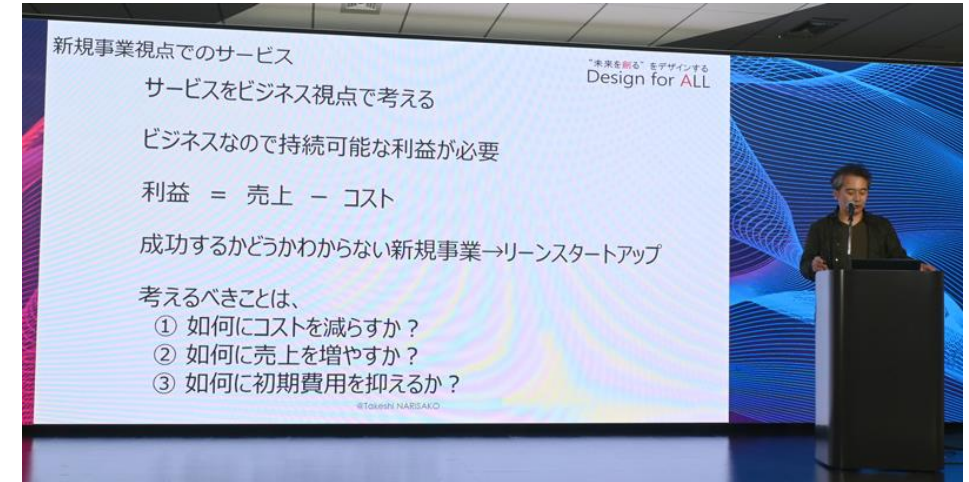 新規事業視点でのサービス
"未来を創る"をデザインする
Design for ALL
サービスをビジネス視点で考える
ビジネスなので持続可能な利益が必要
利益 = 売上 − コスト
成功するかどうかわからない新規事業→リーンスタートアップ
考えるべきことは、
① 如何にコストを減らすか？
② 如何に売上を増やすか？
③ 如何に初期費用を抑えるか？
@Takeshi NARISAKO